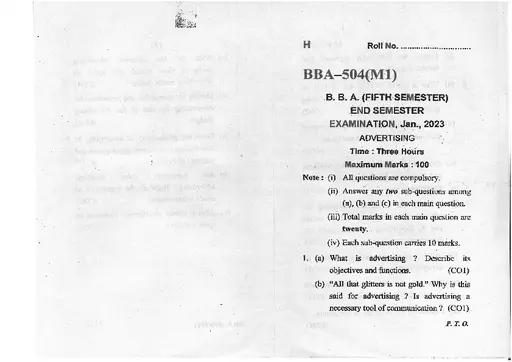 H Roll No. ..............................
BBA–504(M1)
B. B. A. (FIFTH SEMESTER)
END SEMESTER
EXAMINATION, Jan., 2023
ADVERTISING
Time : Three Hours
Maximum Marks : 100
Note : (i) All questions are compulsory.
(ii) Answer any two sub-questions among
(a), (b) and (c) in each main question.
(iii) Total marks in each main question are
twenty.
(iv) Each sub-question carries 10 marks.
1. (a) What is advertising ? Describe its
objectives and functions. (CO1)
(b) "All that glitters is not gold." Why is this
said for advertising ? Is advertising a
necessary tool of communication ? (CO1)
P. T. O.